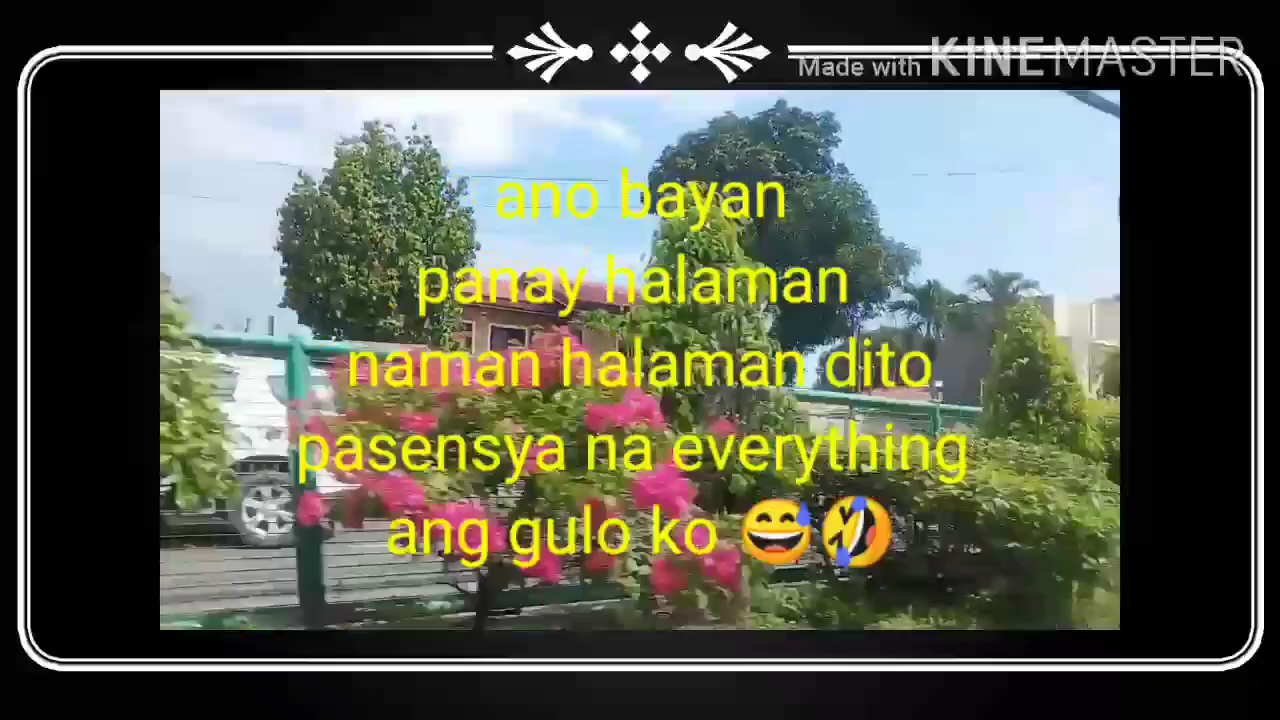 Made with KINEMASTER
ano bayan
panay halaman
naman halaman dito
pasensya na everything
ang gulo ko 😅🤣